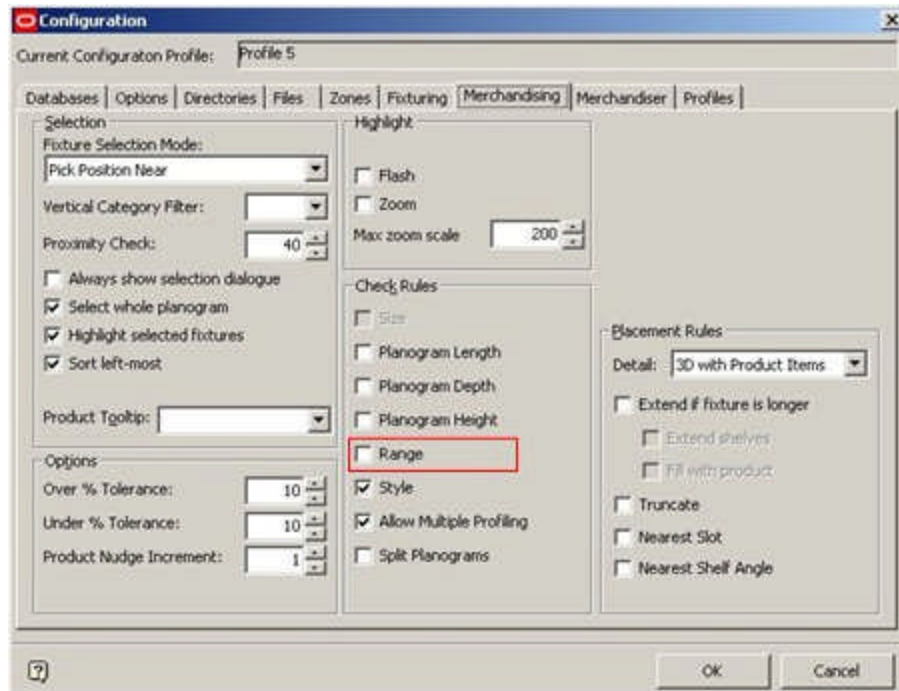 Configuration
Current Configuraton Profile: Profile 5
Databases Options Directories Files Zones Fixturing Merchandising Merchandiser Profiles
Selection
Fixture Selection Mode:
Pick Position Near
Vertical Category Filter:
Proximity Check: 40
Always show selection dialogue
Select whole planogram
Highlight selected fixtures
Sort left-most
Product Tooltip:
Options
Over % Tolerance: 10
Under % Tolerance: 10
Product Nudge Increment: 1
Highlight
Flash
Zoom
Max zoom scale 200
Check Rules
Size
Planogram Length
Planogram Depth
Planogram Height
Range
Style
Allow Multiple Profiling
Split Planograms
Placement Rules
Detail: 3D with Product Items
Extend if fixture is longer
Extend shelves
Fill with product
Truncate
Nearest Slot
Nearest Shelf Angle
OK Cancel